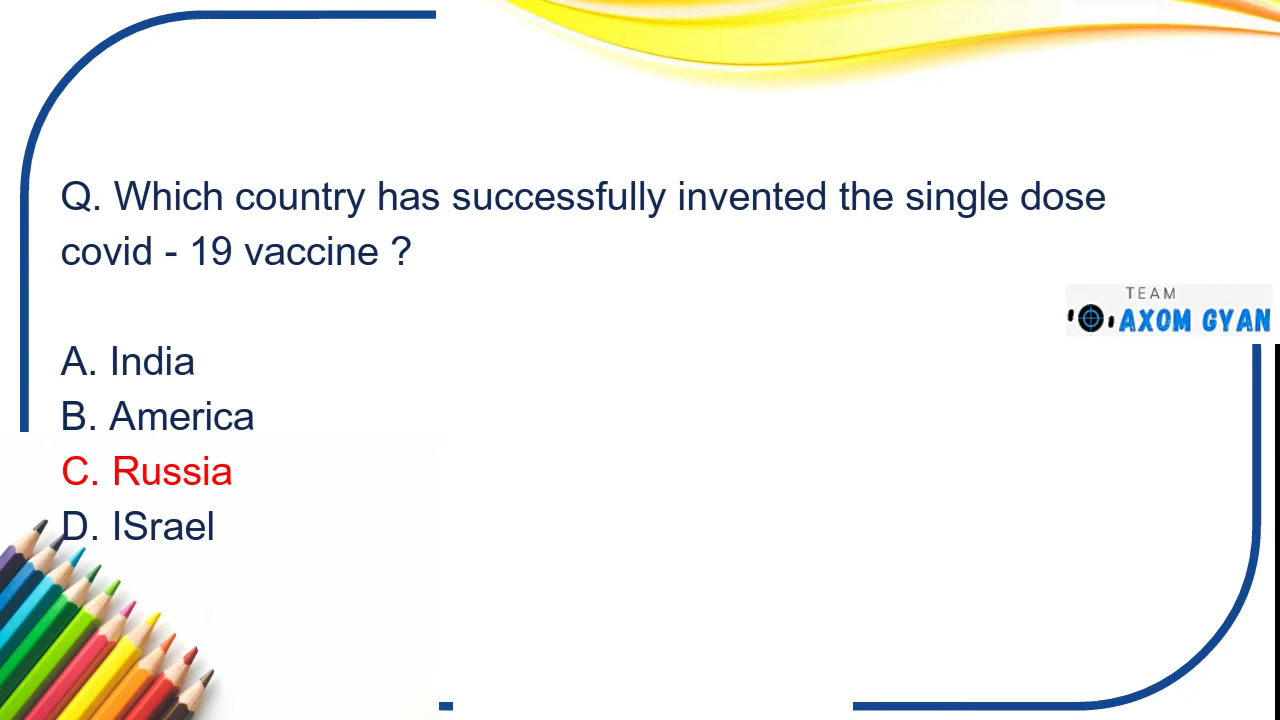 Q. Which country has successfully invented the single dose
covid - 19 vaccine ?
TEAM
AXOM GYAN
A. India
B. America
C. Russia
D. ISrael